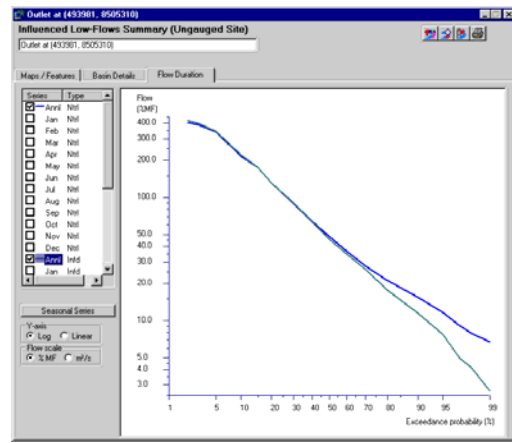 Outlet at (493981, 8505310)
Influenced Low-Flows Summary (Ungauged Site)
Outlet at (493981, 8505310)
Maps / Features
Basin Details
Flow Duration
Series Type
Annl Ntrl
Jan Ntrl
Feb Ntrl
Mar Ntrl
Apr Ntrl
May Ntrl
Jun Ntrl
Jul Ntrl
Aug Ntrl
Sep Ntrl
Oct Ntrl
Nov Ntrl
Dec Ntrl
Annl Infd
Jan Infd
Seasonal Series
Y-axis
Log Linear
Flow scale
% MF m³/s
Flow
(%MF)
400.0
300.0
200.0
100.0
50.0
40.0
30.0
20.0
10.0
5.0
4.0
3.0
1 5 10 20 30 40 50 60 70 80 90 95 99
Exceedance probability (%)